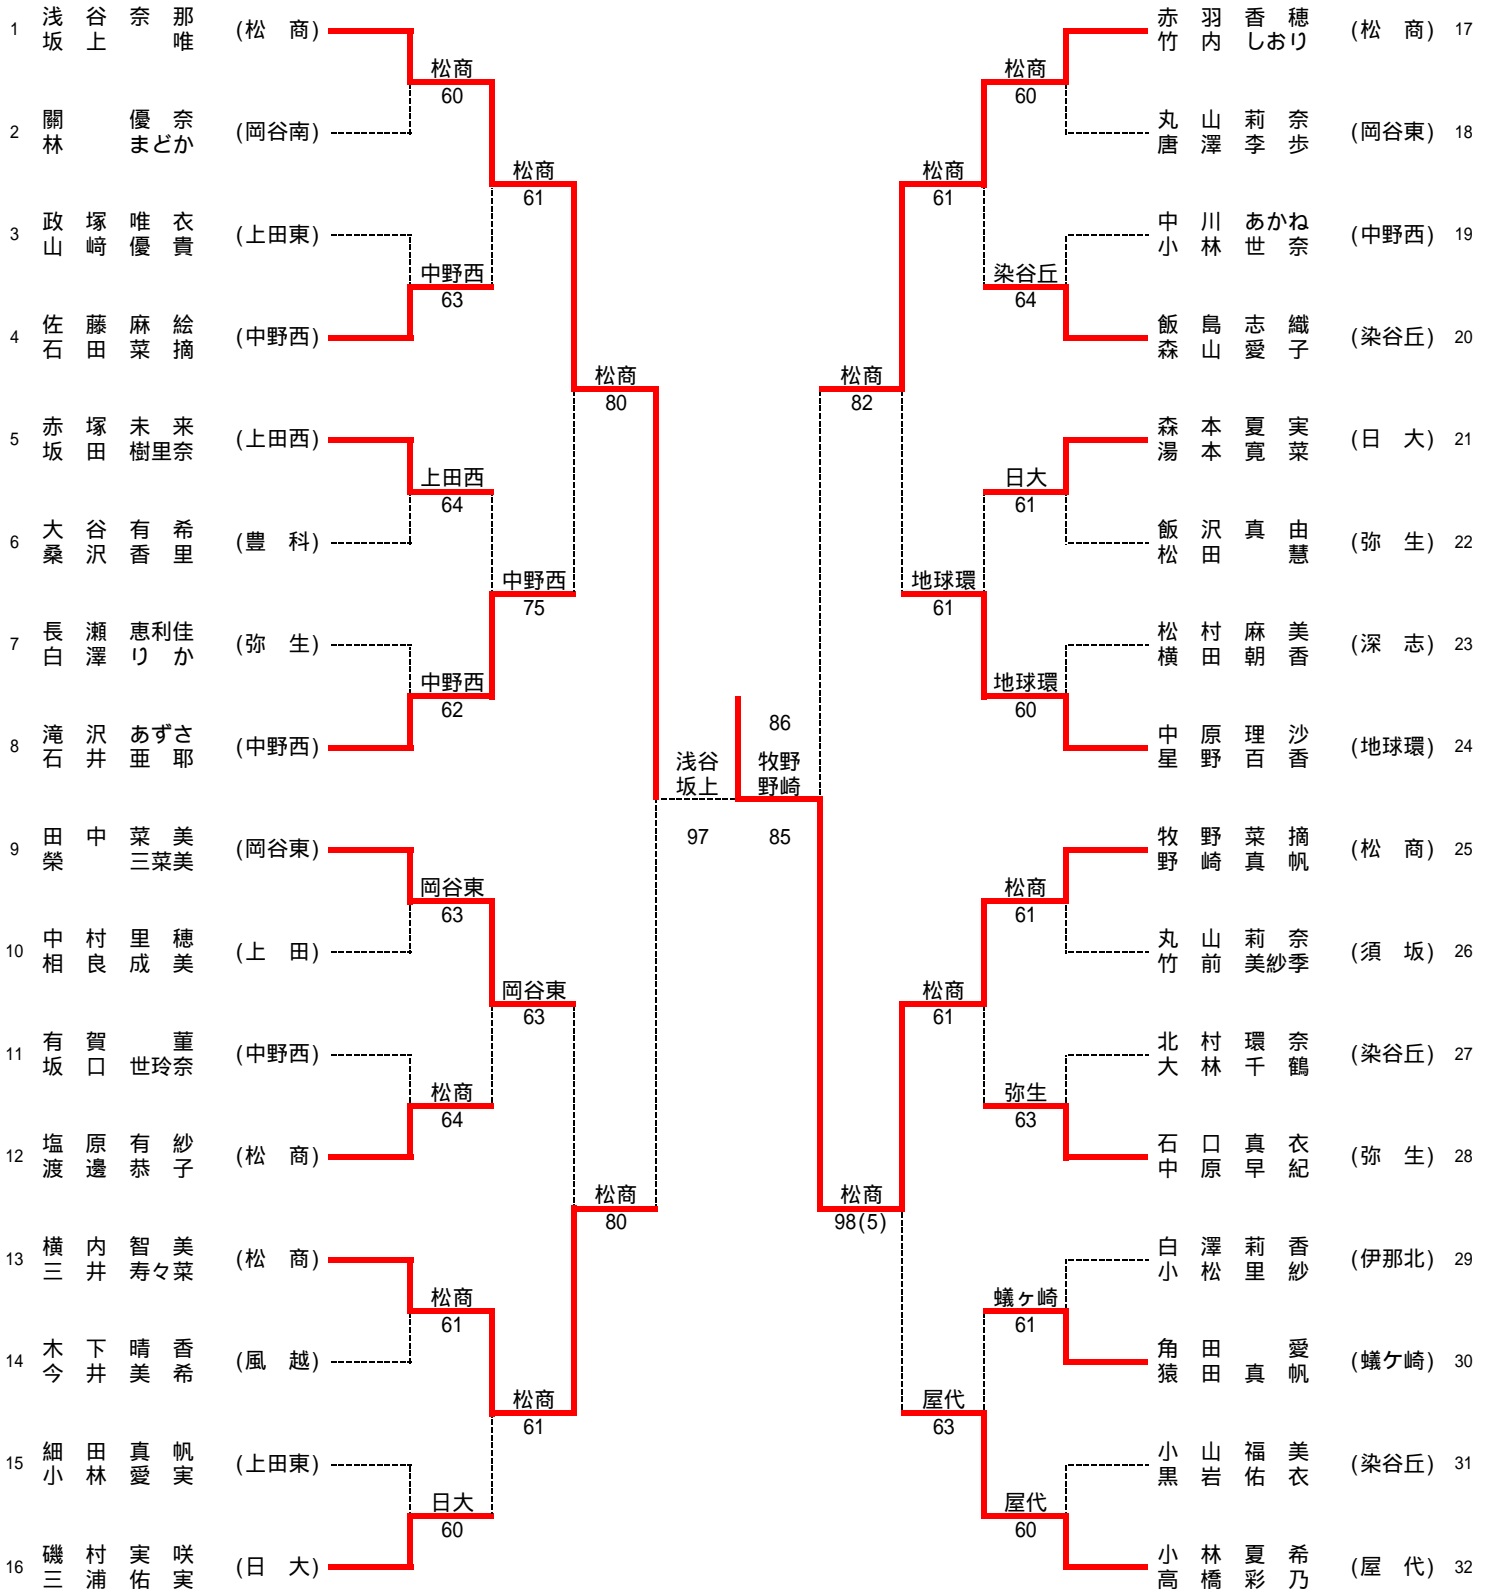 1 浅谷奈那 (松商)
坂上唯
2 關優奈 (岡谷南)
林まどか
3 政塚唯衣 (上田東)
山﨑優貴
4 佐藤麻絵 (中野西)
石田菜摘
5 赤塚未来 (上田西)
坂田樹里奈
6 大谷有希 (豊科)
桑沢香里
7 長瀬恵利佳 (弥生)
白澤りか
8 滝沢あずさ (中野西)
石井亜耶
9 田中菜美 (岡谷東)
榮三菜美
10 中村里穂 (上田)
相良成美
11 有賀菫 (中野西)
坂口世玲奈
12 塩原有紗 (松商)
渡邊恭子
13 横内智美 (松商)
三井寿々菜
14 木下晴香 (風越)
今井美希
15 細田真帆 (上田東)
小林愛実
16 磯村実咲 (日大)
三浦佑実
松商
60
中野西
63
上田西
64
中野西
62
岡谷東
63
松商
64
松商
61
日大
60
松商
61
中野西
75
岡谷東
63
松商
61
松商
80
松商
80
浅谷
坂上
97
86
牧野
野崎
85
松商
82
松商
98(5)
松商
61
地球環
61
松商
61
屋代
63
松商
60
染谷丘
64
日大
61
地球環
60
松商
61
弥生
63
蟻ヶ崎
61
屋代
60
赤羽香穂 (松商) 17
竹内しおり
丸山莉奈 (岡谷東) 18
唐澤李歩
中川あかね (中野西) 19
小林世奈
飯島志織 (染谷丘) 20
森山愛子
森本夏実 (日大) 21
湯本寛菜
飯沢真由 (弥生) 22
松田慧
松村麻美 (深志) 23
横田朝香
中原理沙 (地球環) 24
星野百香
牧野菜摘 (松商) 25
野崎真帆
丸山莉奈 (須坂) 26
竹前美紗季
北村環奈 (染谷丘) 27
大林千鶴
石口真衣 (弥生) 28
中原早紀
白澤莉香 (伊那北) 29
小松里紗
角田愛 (蟻ケ崎) 30
猿田真帆
小山福美 (染谷丘) 31
黒岩佑衣
小林夏希 (屋代) 32
高橋彩乃